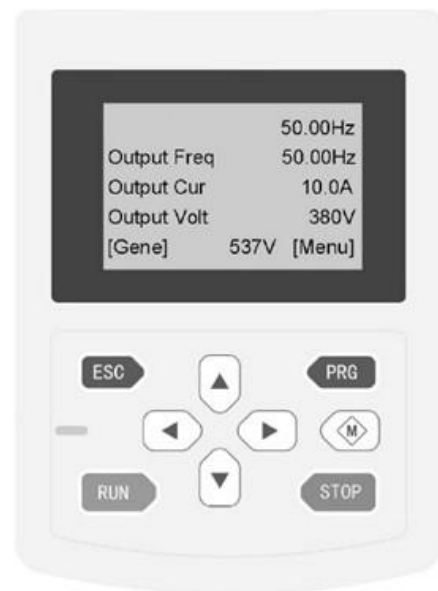 50.00Hz
Output Freq 50.00Hz
Output Cur 10.0A
Output Volt 380V
[Gene] 537V [Menu]
ESC PRG
M
RUN STOP